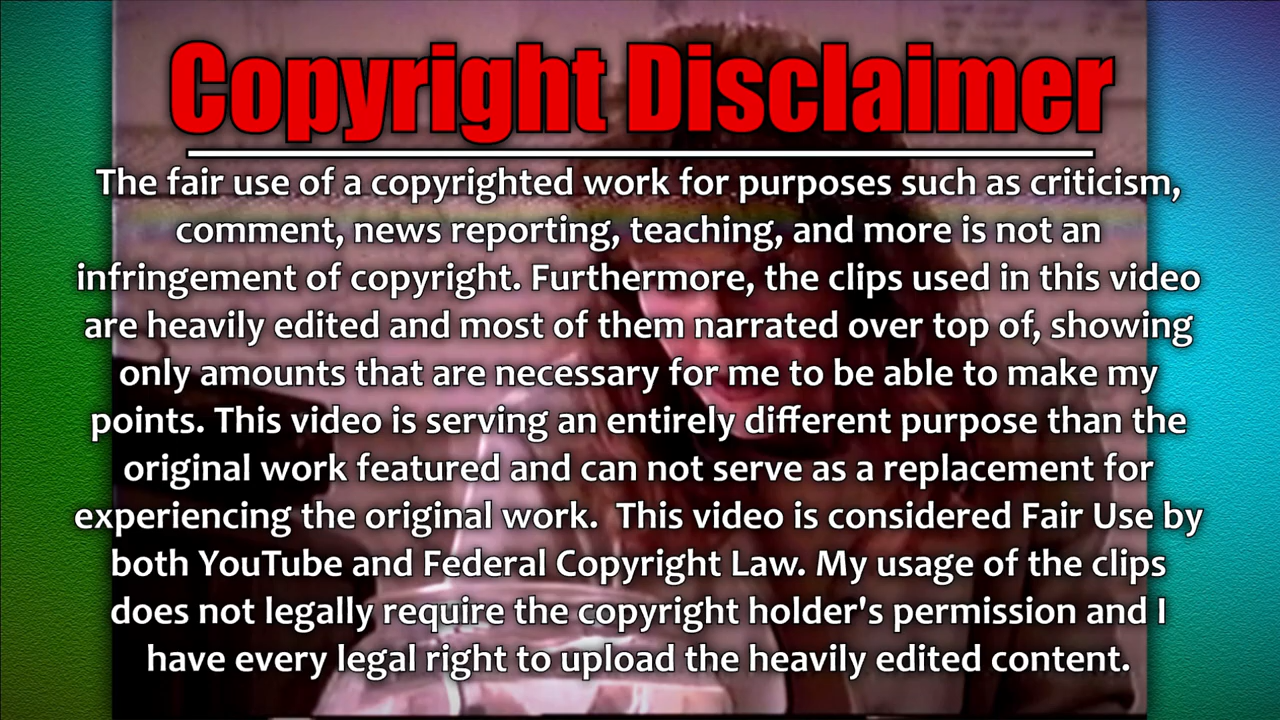 Copyright Disclaimer
The fair use of a copyrighted work for purposes such as criticism,
comment, news reporting, teaching, and more is not an
infringement of copyright. Furthermore, the clips used in this video
are heavily edited and most of them narrated over top of, showing
only amounts that are necessary for me to be able to make my
points. This video is serving an entirely different purpose than the
original work featured and can not serve as a replacement for
experiencing the original work.  This video is considered Fair Use by
both YouTube and Federal Copyright Law. My usage of the clips
does not legally require the copyright holder's permission and I
have every legal right to upload the heavily edited content.